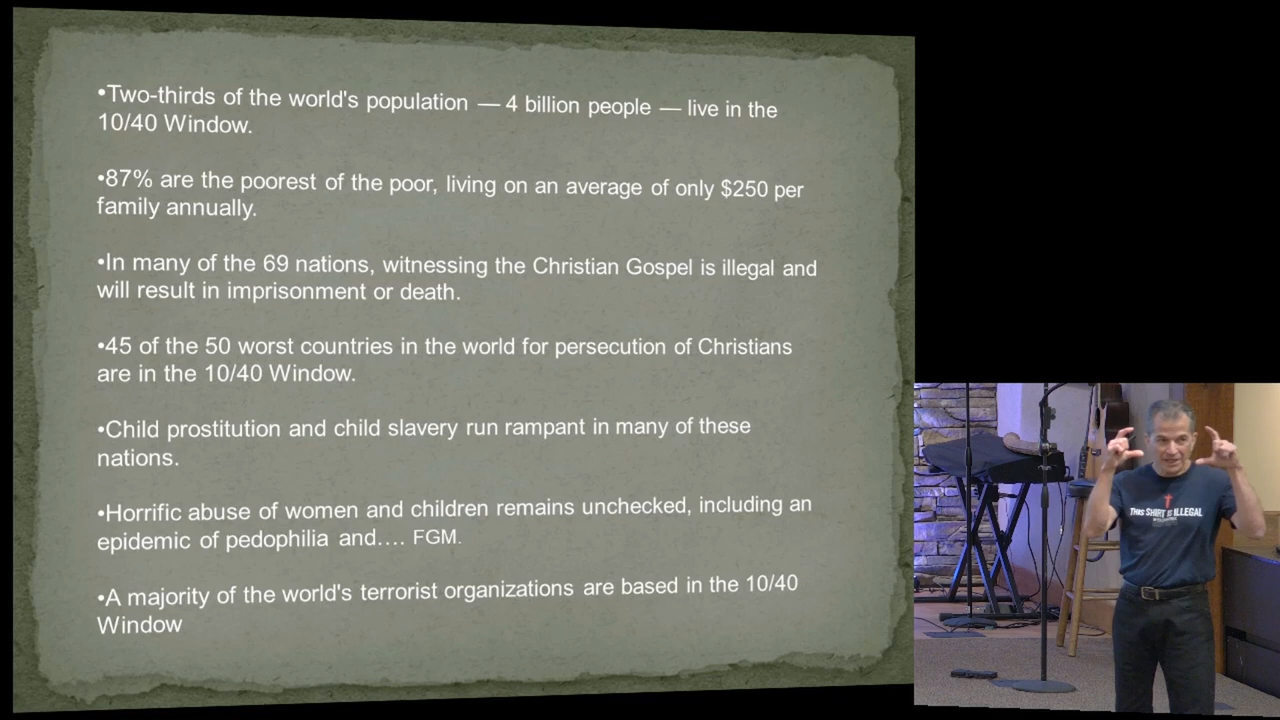 •Two-thirds of the world's population — 4 billion people — live in the
10/40 Window.
•87% are the poorest of the poor, living on an average of only $250 per
family annually.
•In many of the 69 nations, witnessing the Christian Gospel is illegal and
will result in imprisonment or death.
•45 of the 50 worst countries in the world for persecution of Christians
are in the 10/40 Window.
•Child prostitution and child slavery run rampant in many of these
nations.
•Horrific abuse of women and children remains unchecked, including an
epidemic of pedophilia and…. FGM.
•A majority of the world's terrorist organizations are based in the 10/40
Window
THIS SHIRT IS ILLEGAL